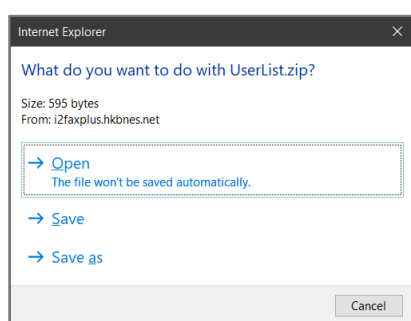 Internet Explorer
What do you want to do with UserList.zip?
Size: 595 bytes
From: i2faxplus.hkbnes.net
→ Open
The file won't be saved automatically.
→ Save
→ Save as
Cancel